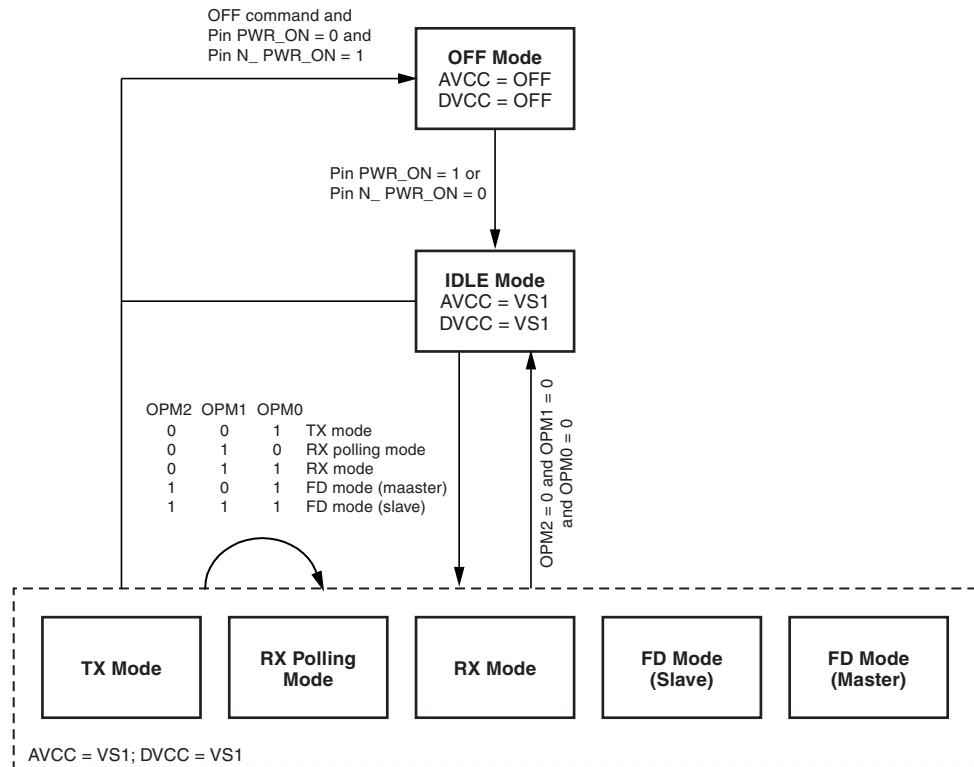 OFF command and
Pin PWR_ON = 0 and
Pin N_ PWR_ON = 1
OFF Mode
AVCC = OFF
DVCC = OFF
Pin PWR_ON = 1 or
Pin N_ PWR_ON = 0
IDLE Mode
AVCC = VS1
DVCC = VS1
OPM2 OPM1 OPM0
0 0 1 TX mode
0 1 0 RX polling mode
0 1 1 RX mode
1 0 1 FD mode (maaster)
1 1 1 FD mode (slave)
OPM2 = 0 and OPM1 = 0
and OPM0 = 0
TX Mode
RX Polling
Mode
RX Mode
FD Mode
(Slave)
FD Mode
(Master)
AVCC = VS1; DVCC = VS1